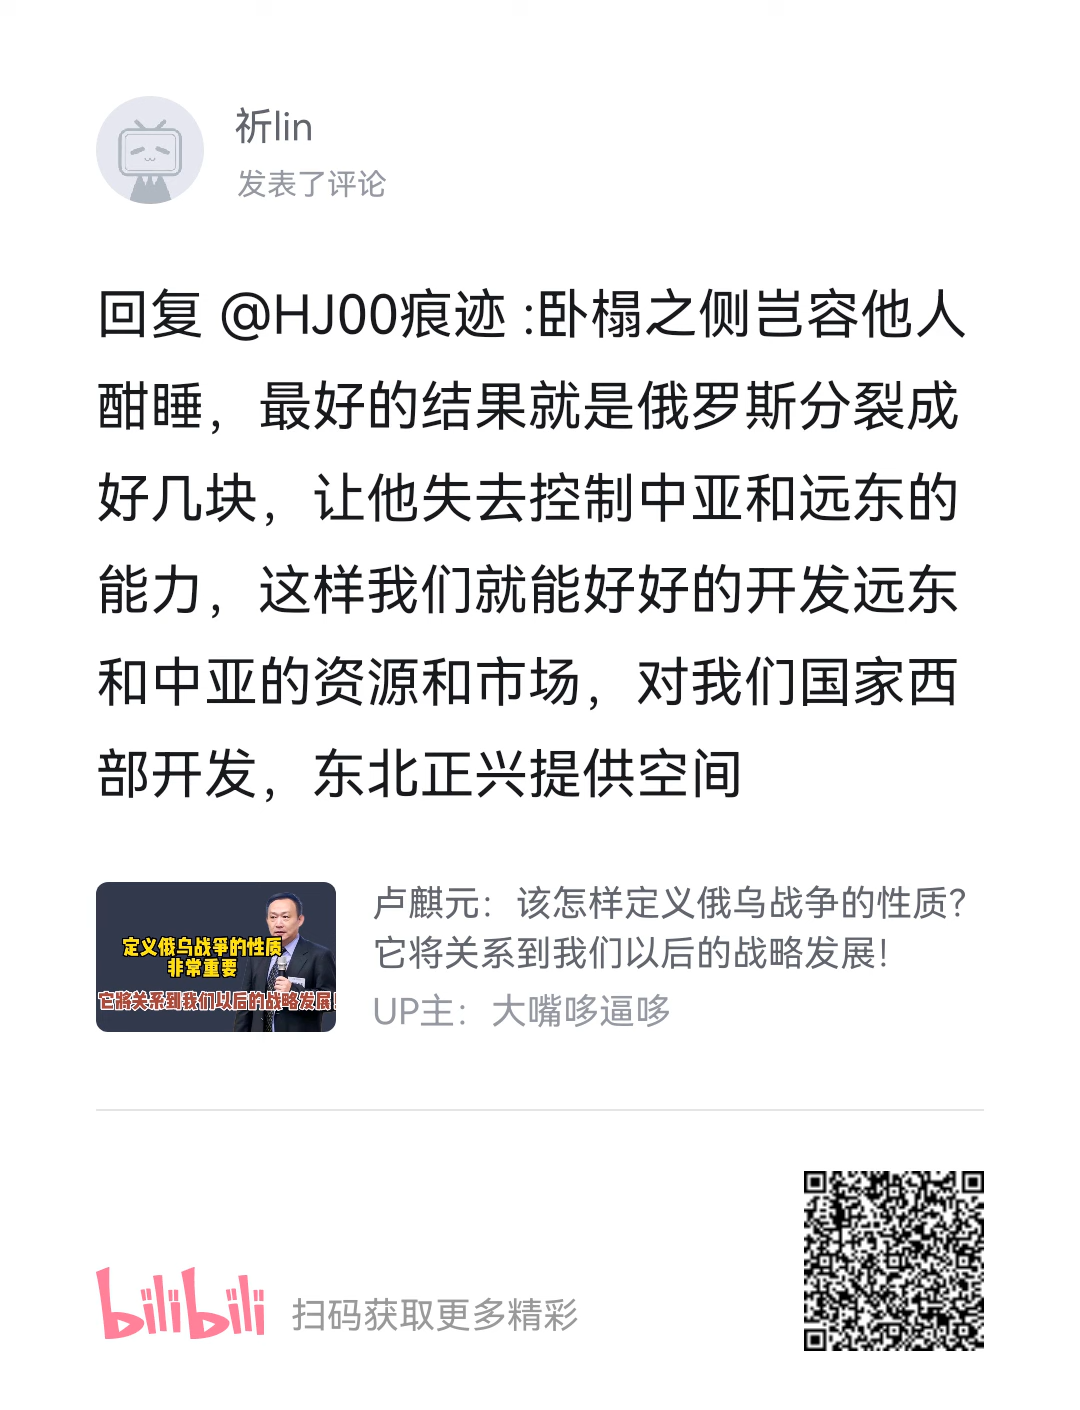 祈lin
发表了评论
回复 @HJ00痕迹 :卧榻之侧岂容他人
酣睡，最好的结果就是俄罗斯分裂成
好几块，让他失去控制中亚和远东的
能力，这样我们就能好好的开发远东
和中亚的资源和市场，对我们国家西
部开发，东北正兴提供空间
定义俄乌战爭的性质
非常重要
它將关系到我们以后的战略发展!
卢麒元：该怎样定义俄乌战争的性质?
它将关系到我们以后的战略发展!
UP主：大嘴哆逼哆
bilibili 扫码获取更多精彩